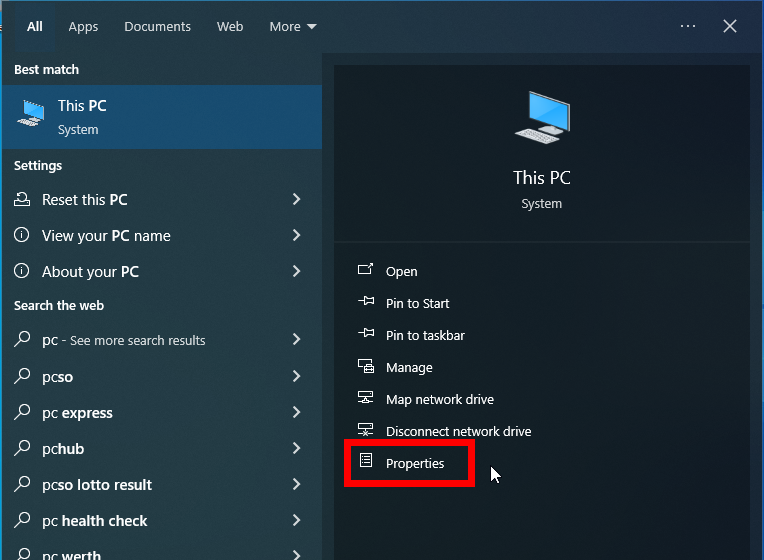 All Apps Documents Web More
Best match
This PC
System
Settings
Reset this PC
View your PC name
About your PC
Search the web
pc - See more search results
pcso
pc express
pchub
pcso lotto result
pc health check
pc werth
This PC
System
Open
Pin to Start
Pin to taskbar
Manage
Map network drive
Disconnect network drive
Properties